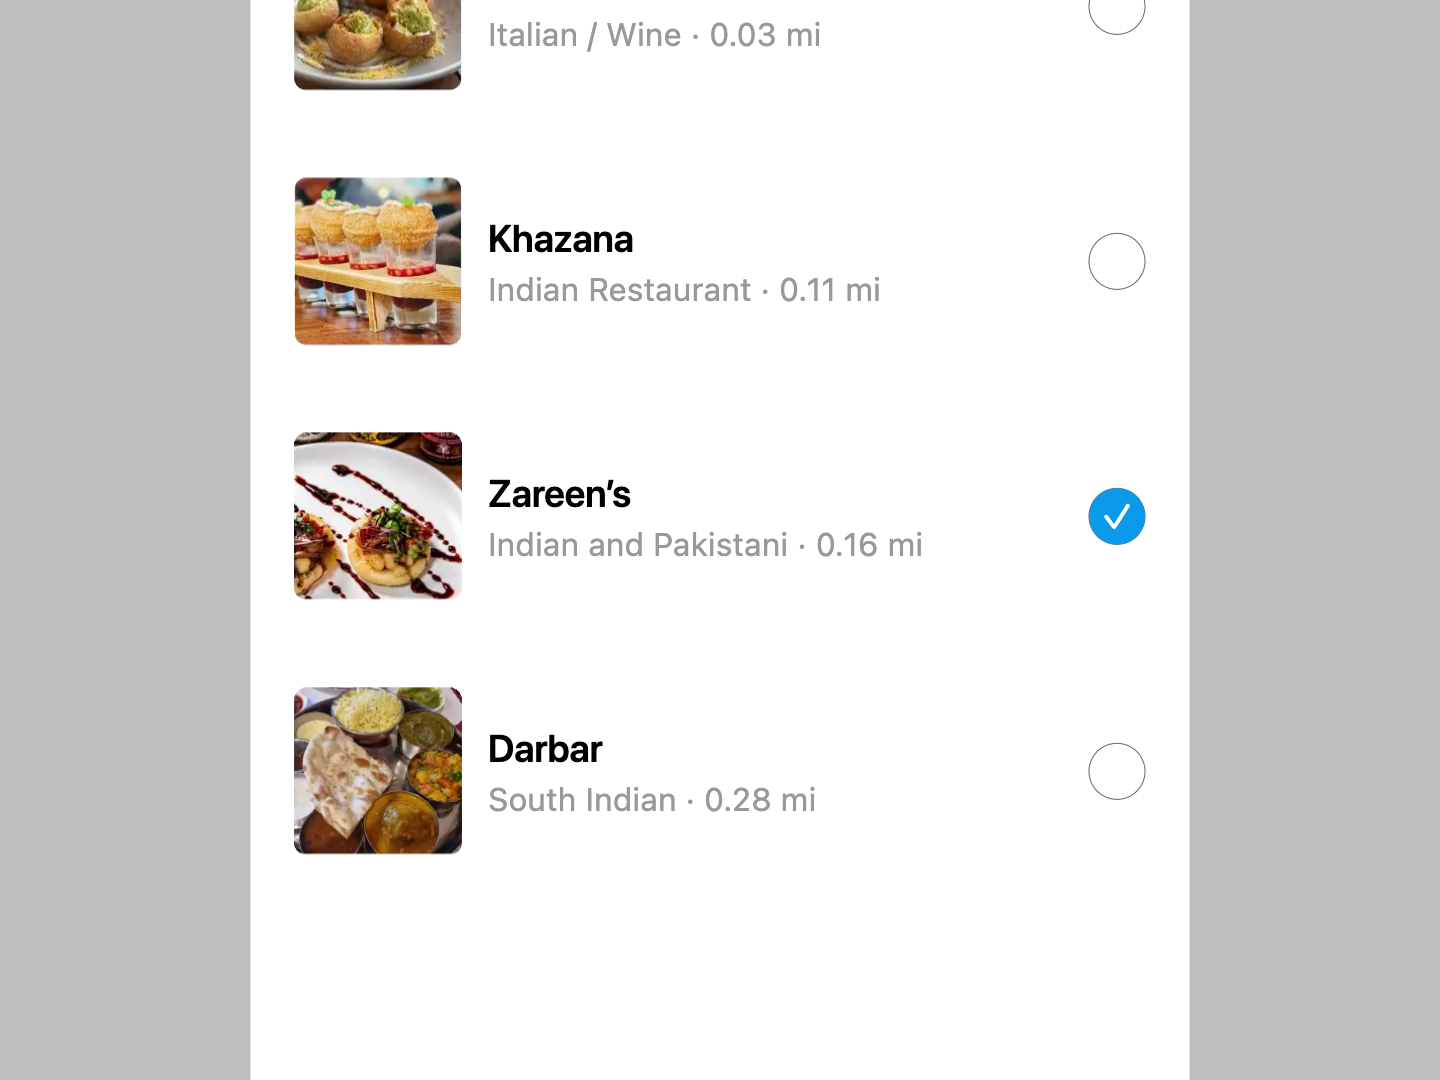 Italian / Wine · 0.03 mi
Khazana
Indian Restaurant · 0.11 mi
Zareen’s
Indian and Pakistani · 0.16 mi
Darbar
South Indian · 0.28 mi